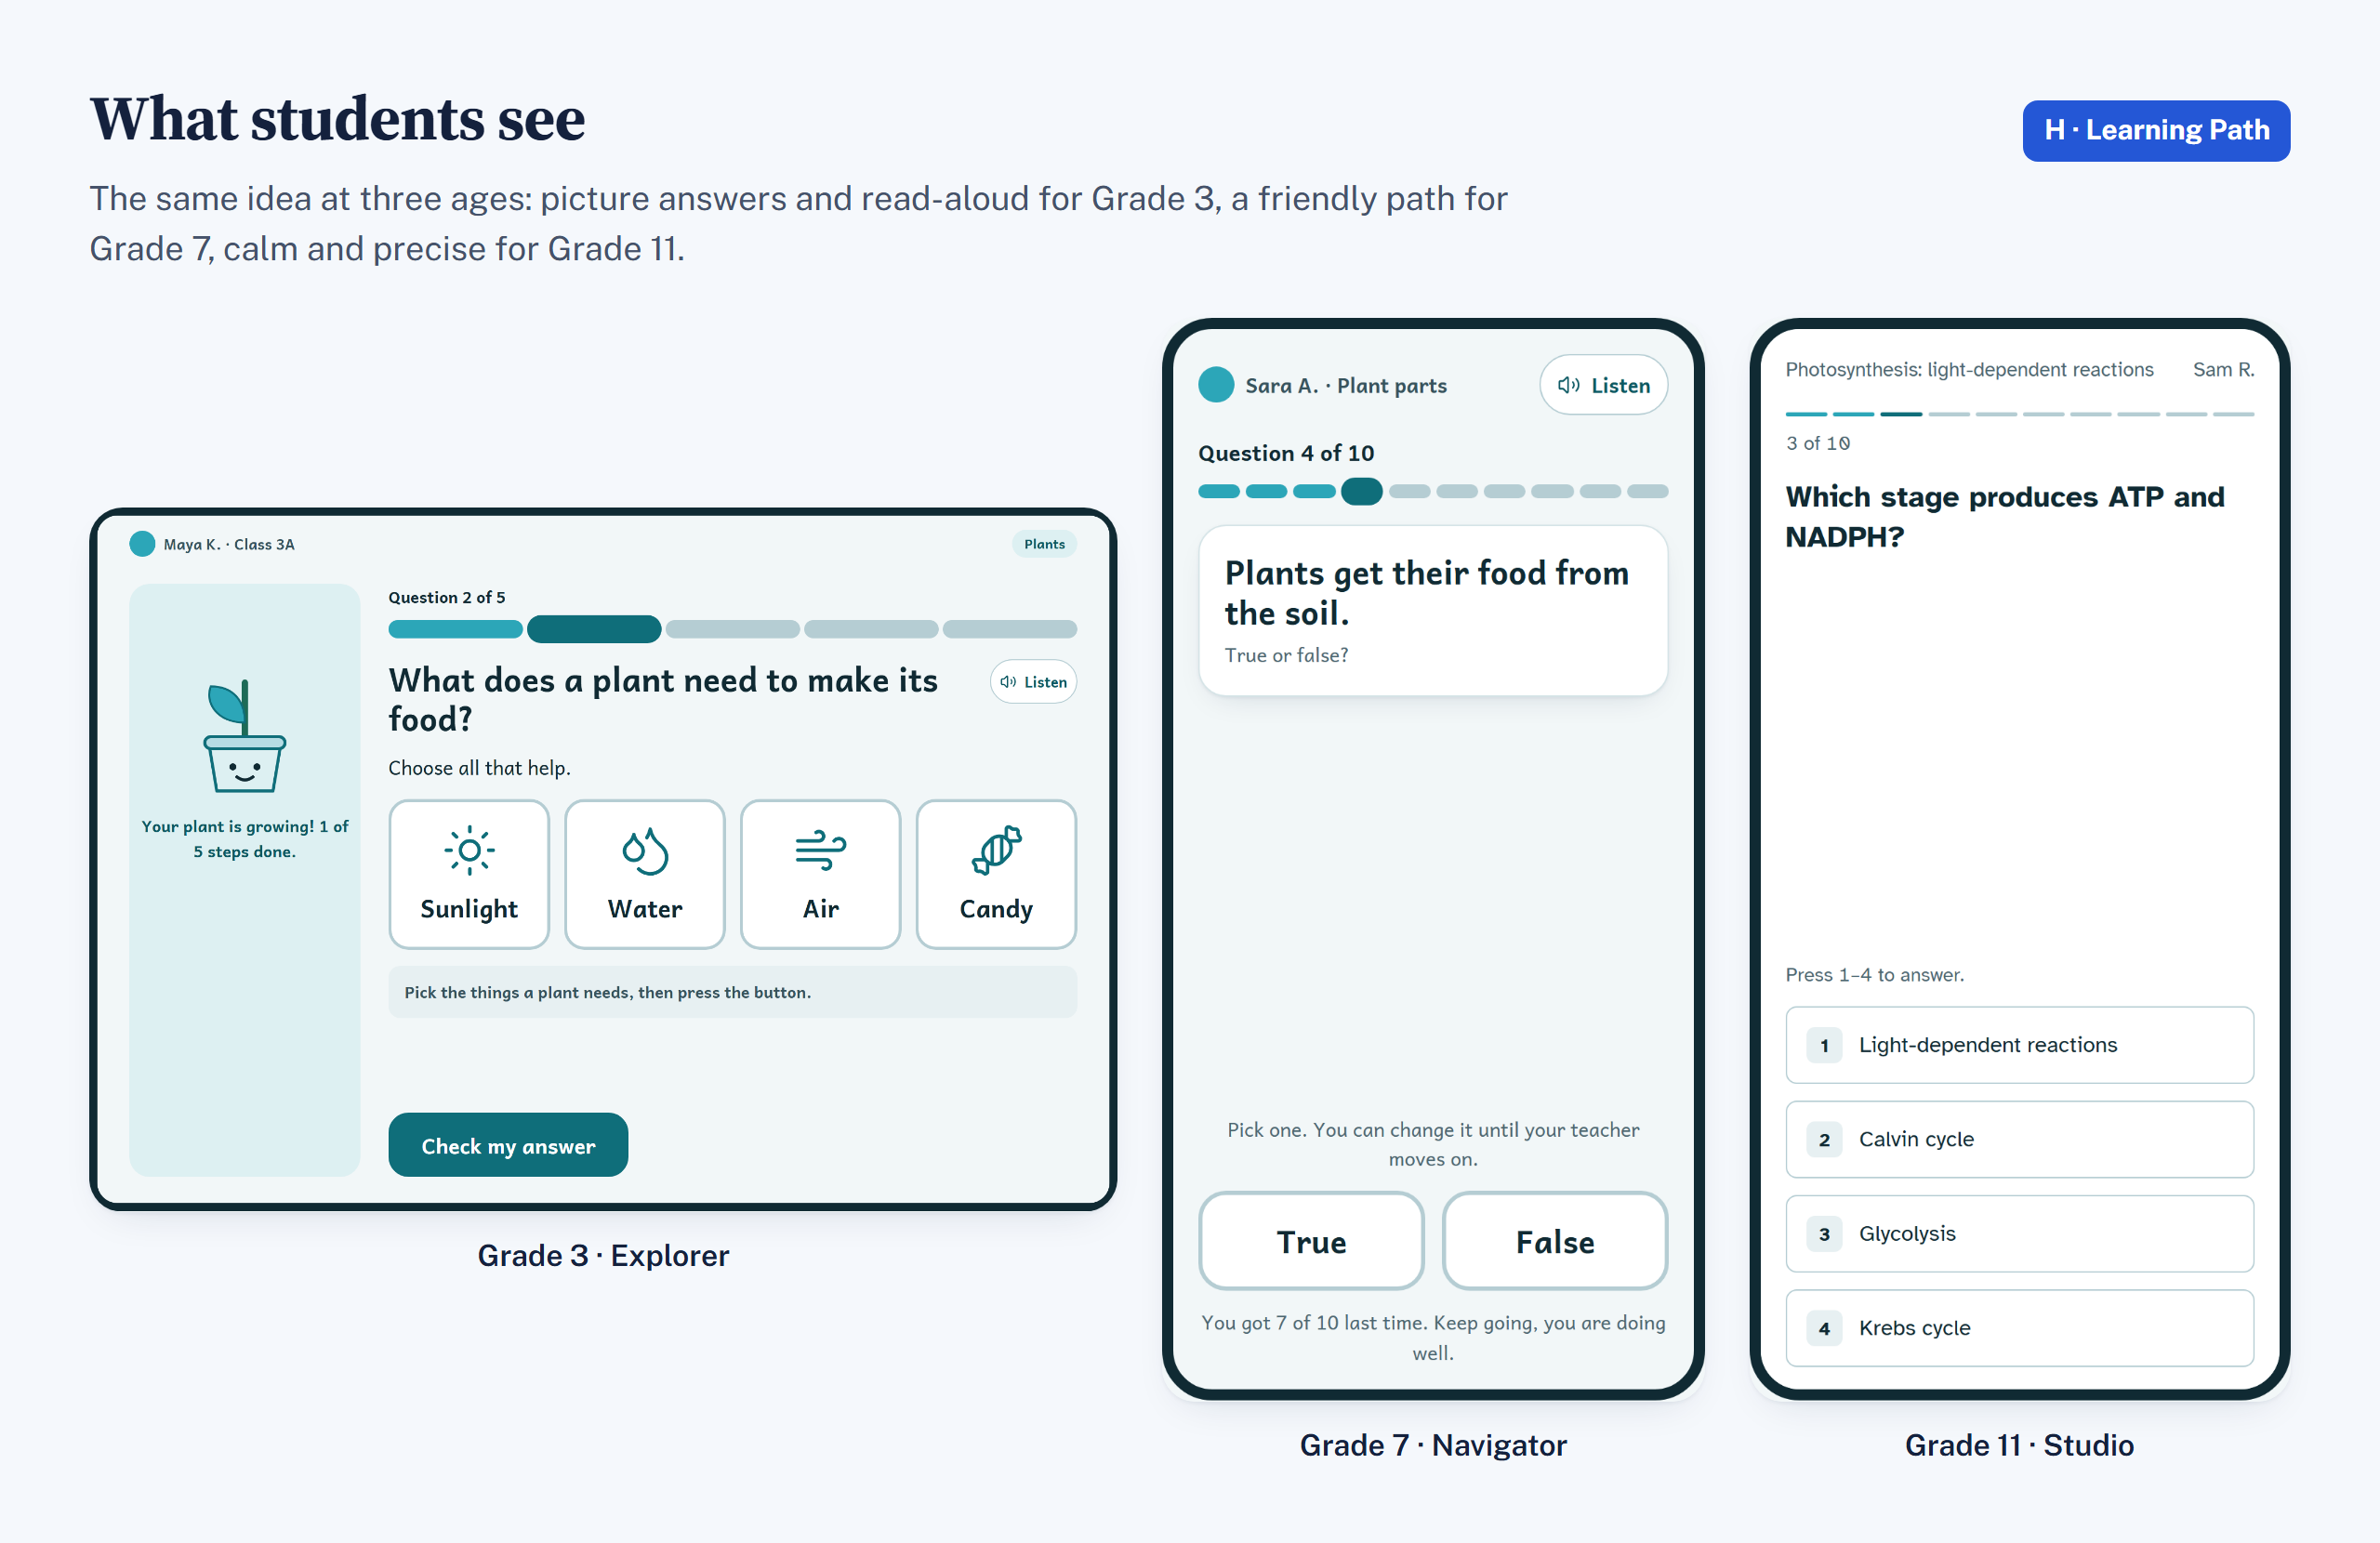 What students see
H · Learning Path
The same idea at three ages: picture answers and read-aloud for Grade 3, a friendly path for
Grade 7, calm and precise for Grade 11.
Maya K. · Class 3A
Plants
Your plant is growing! 1 of
5 steps done.
Question 2 of 5
What does a plant need to make its
food?
Listen
Choose all that help.
Sunlight
Water
Air
Candy
Pick the things a plant needs, then press the button.
Check my answer
Grade 3 · Explorer
Sara A. · Plant parts
Listen
Question 4 of 10
Plants get their food from
the soil.
True or false?
Pick one. You can change it until your teacher
moves on.
True
False
You got 7 of 10 last time. Keep going, you are doing
well.
Grade 7 · Navigator
Photosynthesis: light-dependent reactions
Sam R.
3 of 10
Which stage produces ATP and
NADPH?
Press 1–4 to answer.
1 Light-dependent reactions
2 Calvin cycle
3 Glycolysis
4 Krebs cycle
Grade 11 · Studio